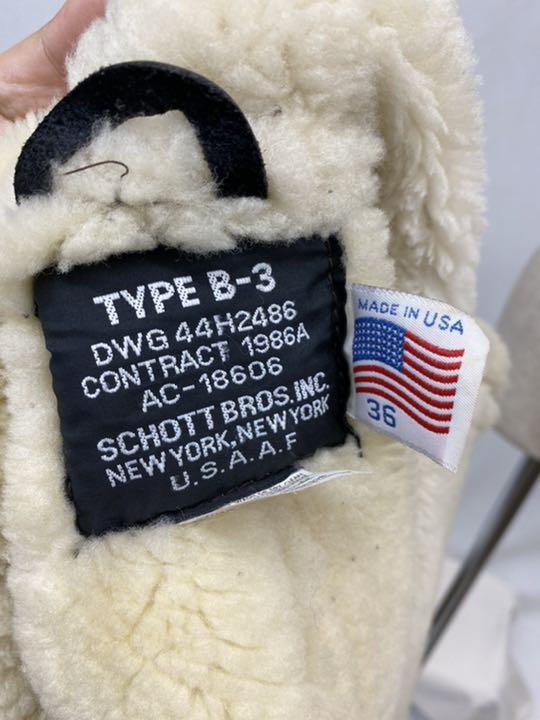 TYPE B-3
DWG 44H2486
CONTRACT 1986A
AC-18606
SCHOTT BROS.INC.
NEW YORK,NEW YORK
U.S.A.A.F
MADE IN USA
36